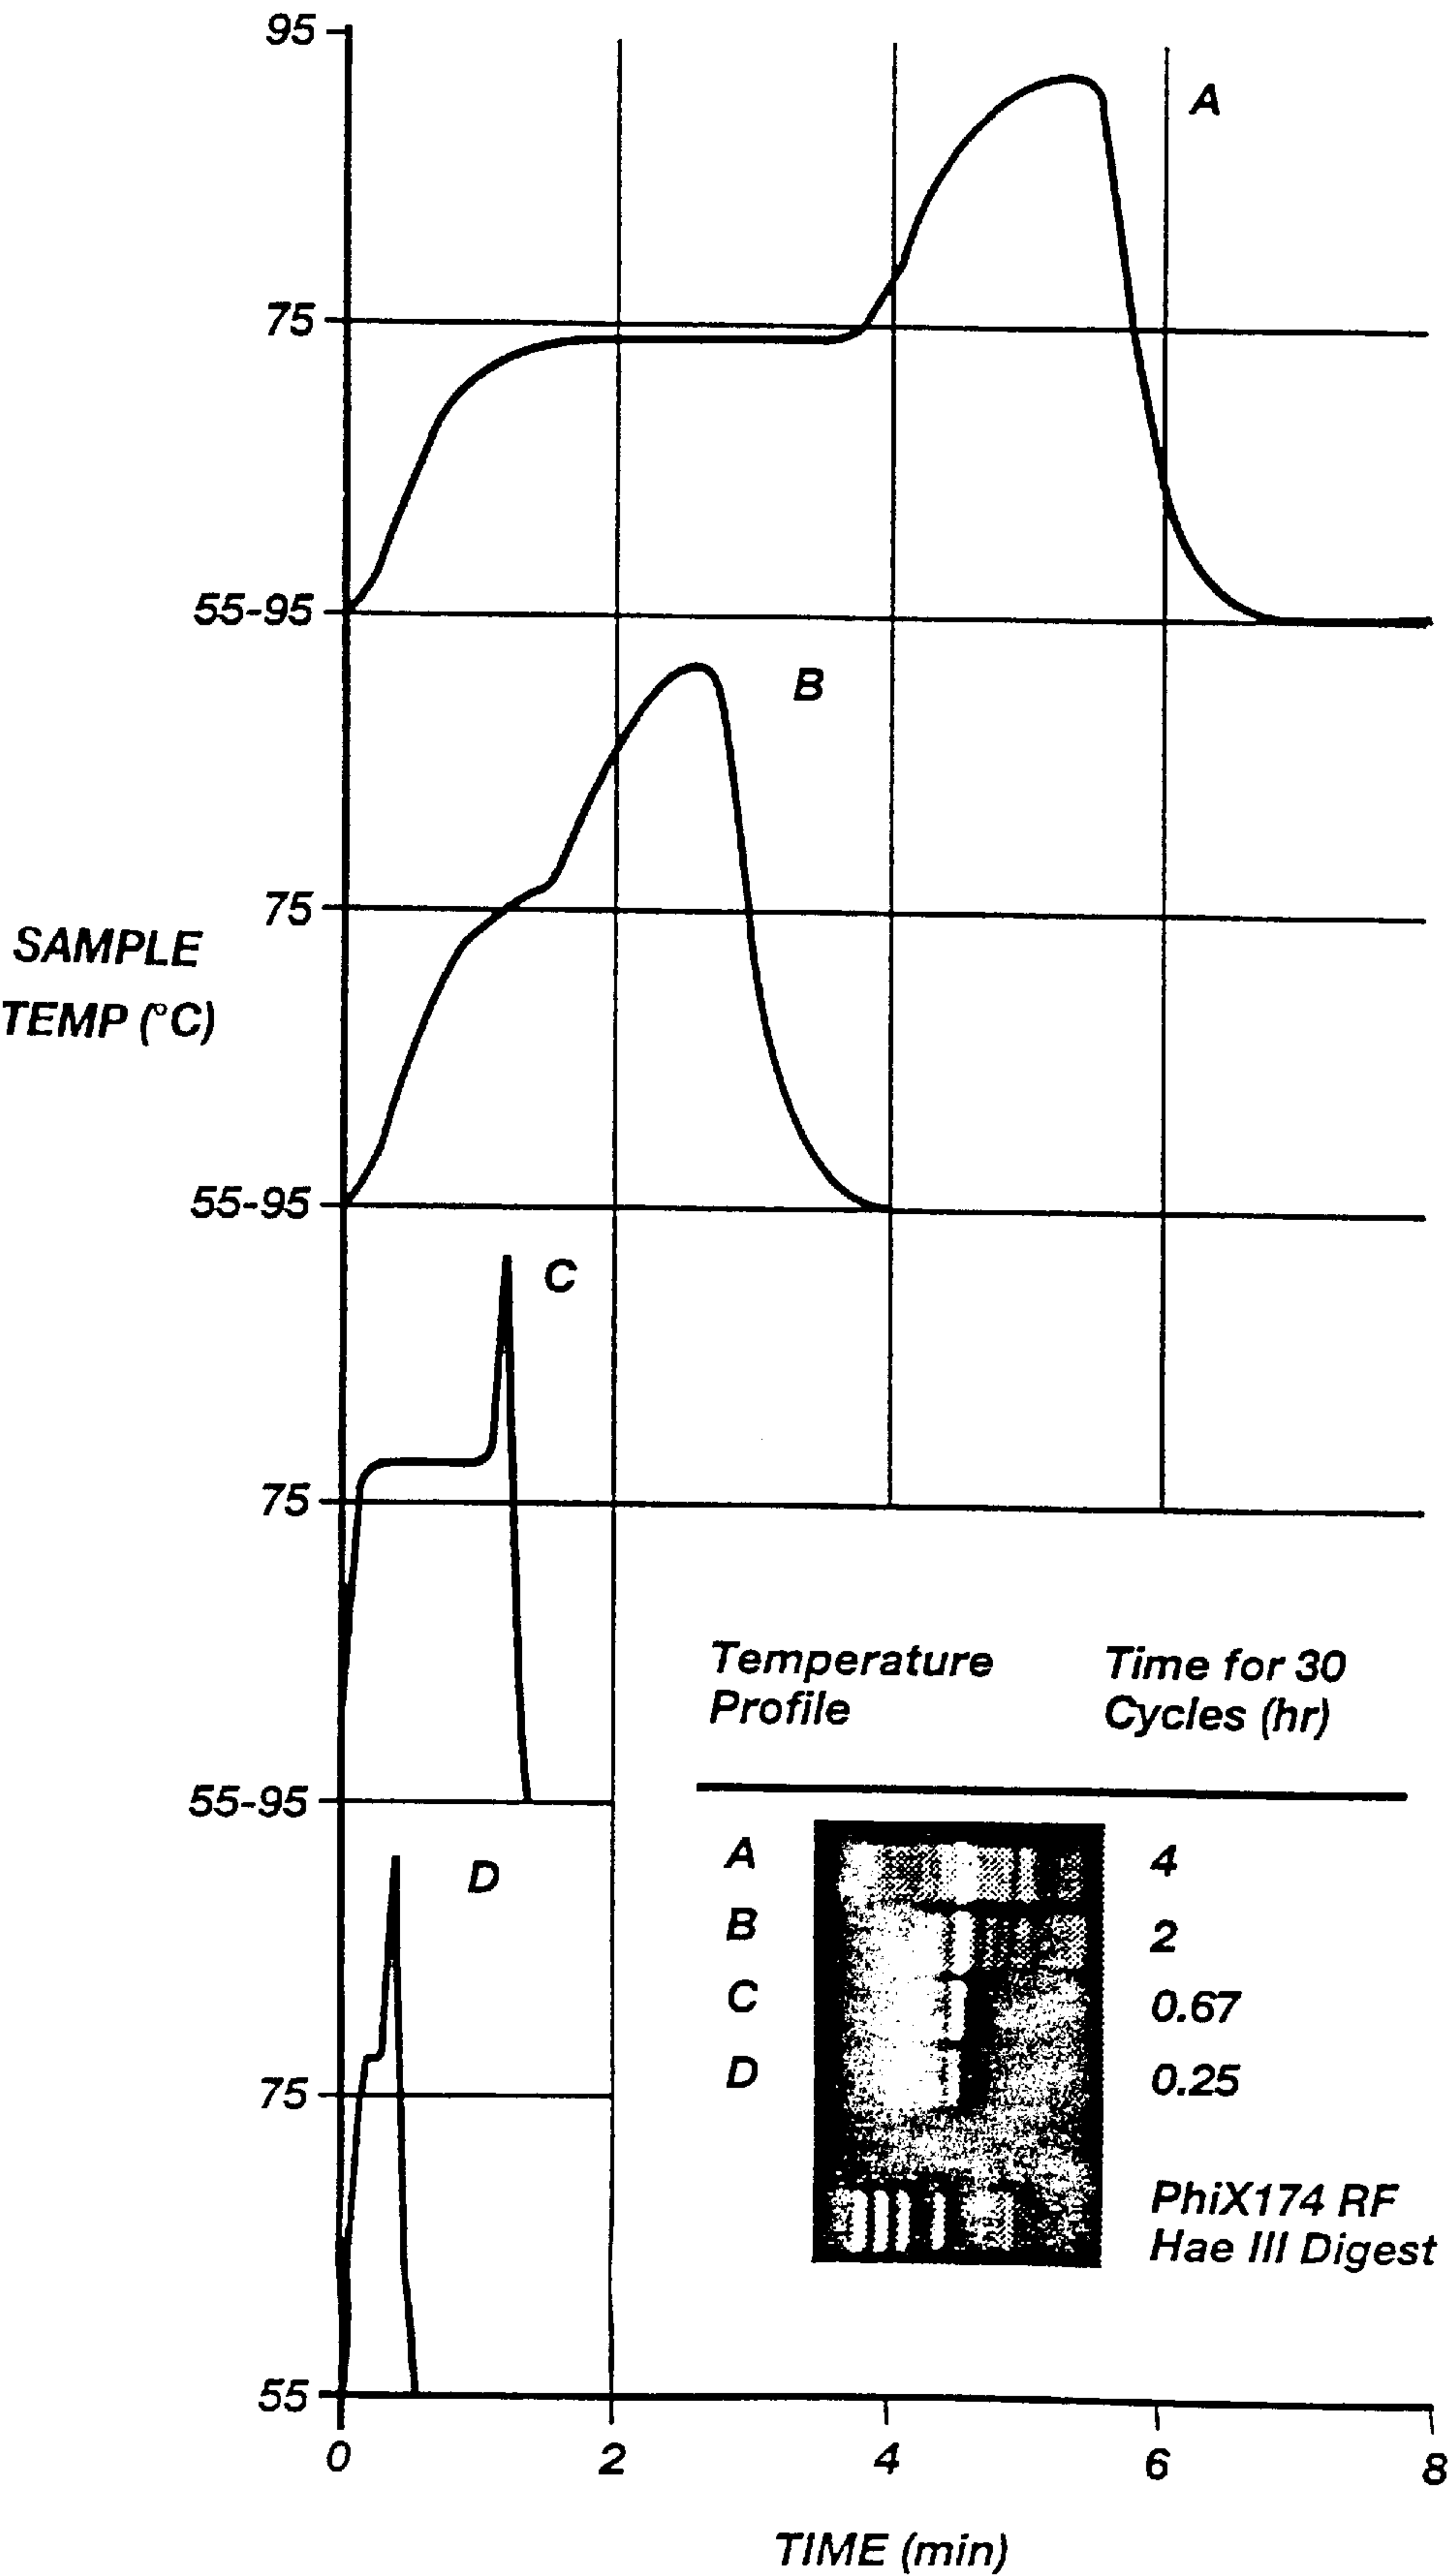 95
A
75
55-95
B
75
SAMPLE
TEMP (°C)
55-95
C
75
Temperature Time for 30
Profile Cycles (hr)
55-95
A 4
D
B 2
C 0.67
D 0.25
75
PhiX174 RF
Hae III Digest
55
0 2 4 6 8
TIME (min)